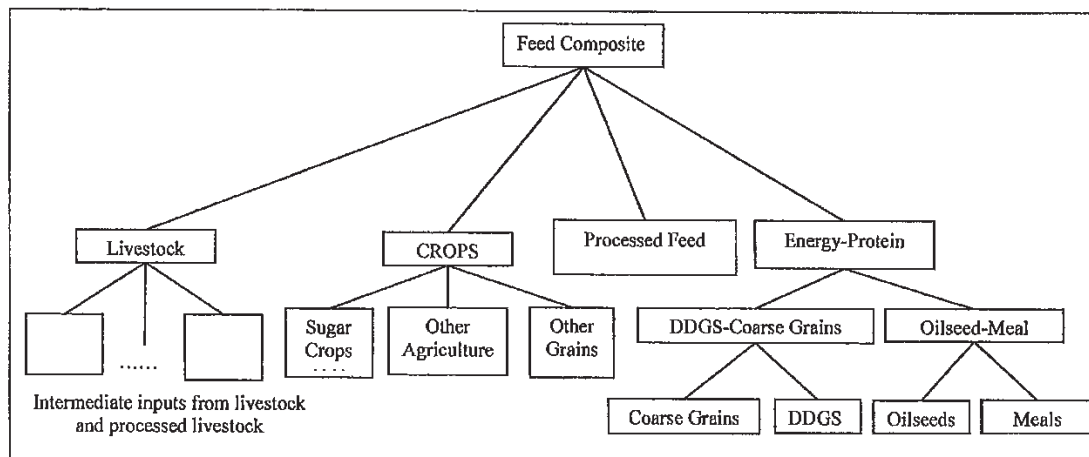 Feed Composite
Livestock
CROPS
Processed Feed
Energy-Protein
Sugar
Crops
. . . .
Other
Agriculture
Other
Grains
DDGS-Coarse Grains
Oilseed-Meal
......
Intermediate inputs from livestock
and processed livestock
Coarse Grains
DDGS
Oilseeds
Meals